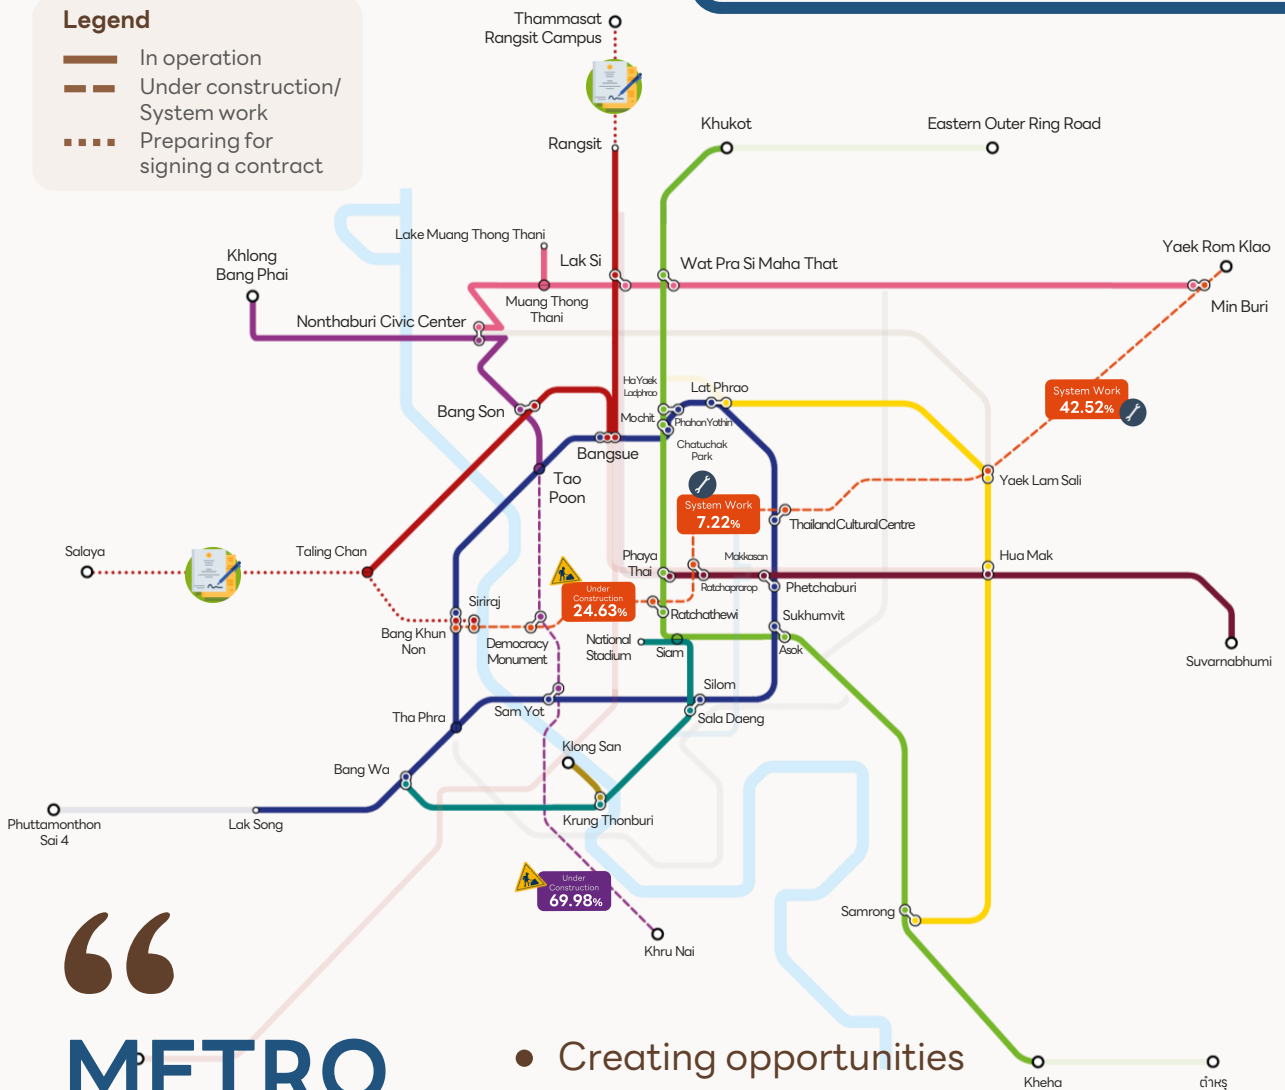 Legend
In operation
Under construction/
System work
Preparing for
signing a contract
Thammasat
Rangsit Campus
Rangsit
Khukot
Eastern Outer Ring Road
Lake Muang Thong Thani
Khlong
Bang Phai
Lak Si
Wat Pra Si Maha That
Yaek Rom Klao
Muang Thong
Thani
Min Buri
Nonthaburi Civic Center
Ha Yaek
Ladphrao
Lat Phrao
System Work
42.52%
Bang Son
Mochit
Phahon Yothin
Chatuchak
Park
Bangsue
Tao
Poon
Yaek Lam Sali
System Work
7.22%
Thailand Cultural Centre
Salaya
Taling Chan
Phaya
Thai
Makkasan
Hua Mak
Ratchaprarop
Phetchaburi
Under
Construction
24.63%
Siriraj
Ratchathewi
Sukhumvit
Bang Khun
Non
Democracy
Monument
National
Stadium
Siam
Asok
Suvarnabhumi
Silom
Sam Yot
Sala Daeng
Tha Phra
Klong San
Bang Wa
Phuttamonthon
Sai 4
Lak Song
Krung Thonburi
Under
Construction
69.98%
Samrong
Khru Nai
“
METRO
Creating opportunities
Kheha
ตำหรุ